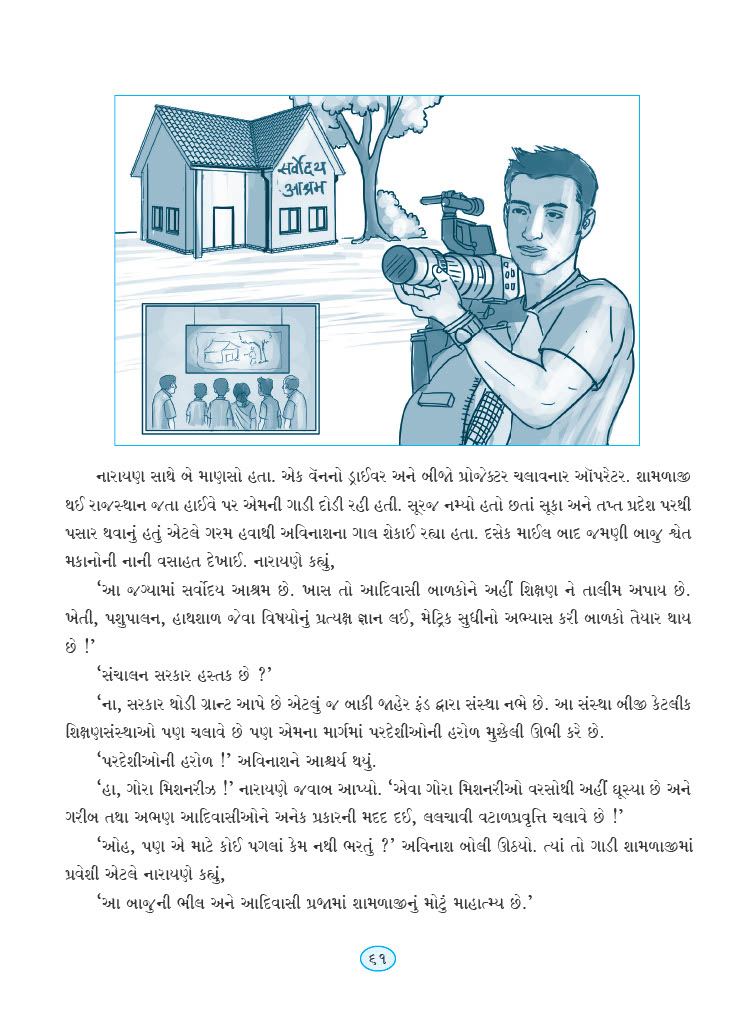 સર્વોદય
આશ્રમ
નારાયણ સાથે બે માણસો હતા. એક વૅનનો ડ્રાઈવર અને બીજો પ્રોજેક્ટર ચલાવનાર ઑપરેટર. શામળાજી
થઈ રાજસ્થાન જતા હાઈવે પર એમની ગાડી દોડી રહી હતી. સૂરજ નમ્યો હતો છતાં સૂકા અને તપ્ત પ્રદેશ પરથી
પસાર થવાનું હતું એટલે ગરમ હવાથી અવિનાશના ગાલ શેકાઈ રહ્યા હતા. દસેક માઈલ બાદ જમણી બાજુ શ્વેત
મકાનોની નાની વસાહત દેખાઈ. નારાયણે કહ્યું,
‘આ જગ્યામાં સર્વોદય આશ્રમ છે. ખાસ તો આદિવાસી બાળકોને અહીં શિક્ષણ ને તાલીમ અપાય છે.
ખેતી, પશુપાલન, હાથશાળ જેવા વિષયોનું પ્રત્યક્ષ જ્ઞાન લઈ, મેટ્રિક સુધીનો અભ્યાસ કરી બાળકો તૈયાર થાય
છે !’
‘સંચાલન સરકાર હસ્તક છે ?’
‘ના, સરકાર થોડી ગ્રાન્ટ આપે છે એટલું જ બાકી જાહેર ફંડ દ્વારા સંસ્થા નભે છે. આ સંસ્થા બીજી કેટલીક
શિક્ષણસંસ્થાઓ પણ ચલાવે છે પણ એમના માર્ગમાં પરદેશીઓની હરોળ મુશ્કેલી ઊભી કરે છે.
‘પરદેશીઓની હરોળ !’ અવિનાશને આશ્ચર્ય થયું.
‘હા, ગોરા મિશનરીઝ !’ નારાયણે જવાબ આપ્યો. ‘એવા ગોરા મિશનરીઓ વરસોથી અહીં ઘૂસ્યા છે અને
ગરીબ તથા અભણ આદિવાસીઓને અનેક પ્રકારની મદદ દઈ, લલચાવી વટાળપ્રવૃત્તિ ચલાવે છે !’
‘ઓહ, પણ એ માટે કોઈ પગલાં કેમ નથી ભરતું ?’ અવિનાશ બોલી ઊઠયો. ત્યાં તો ગાડી શામળાજીમાં
પ્રવેશી એટલે નારાયણે કહ્યું,
‘આ બાજુની ભીલ અને આદિવાસી પ્રજામાં શામળાજીનું મોટું માહાત્મ્ય છે.’
૬૧